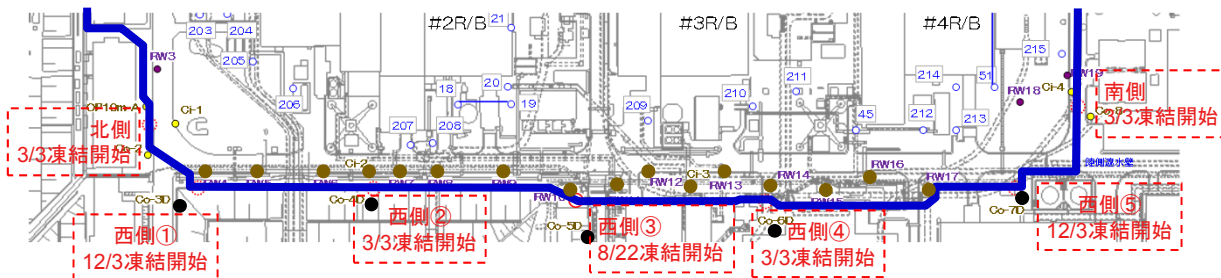 #2R/B
#3R/B
#4R/B
203
204
205
206
21
20
19
18
207
208
209
210
211
45
212
213
214
51
215
RW3
Ci-1
北側
3/3凍結開始
Ci-2
RW12
Ci-3
RW13
RW14
RW16
RW17
RW18
RW19
Ci-4
南側
3/3凍結開始
Co-3D
Co-4D
Co-5D
Co-6D
Co-7D
西側①
12/3凍結開始
西側②
3/3凍結開始
西側③
8/22凍結開始
西側④
3/3凍結開始
西側⑤
12/3凍結開始